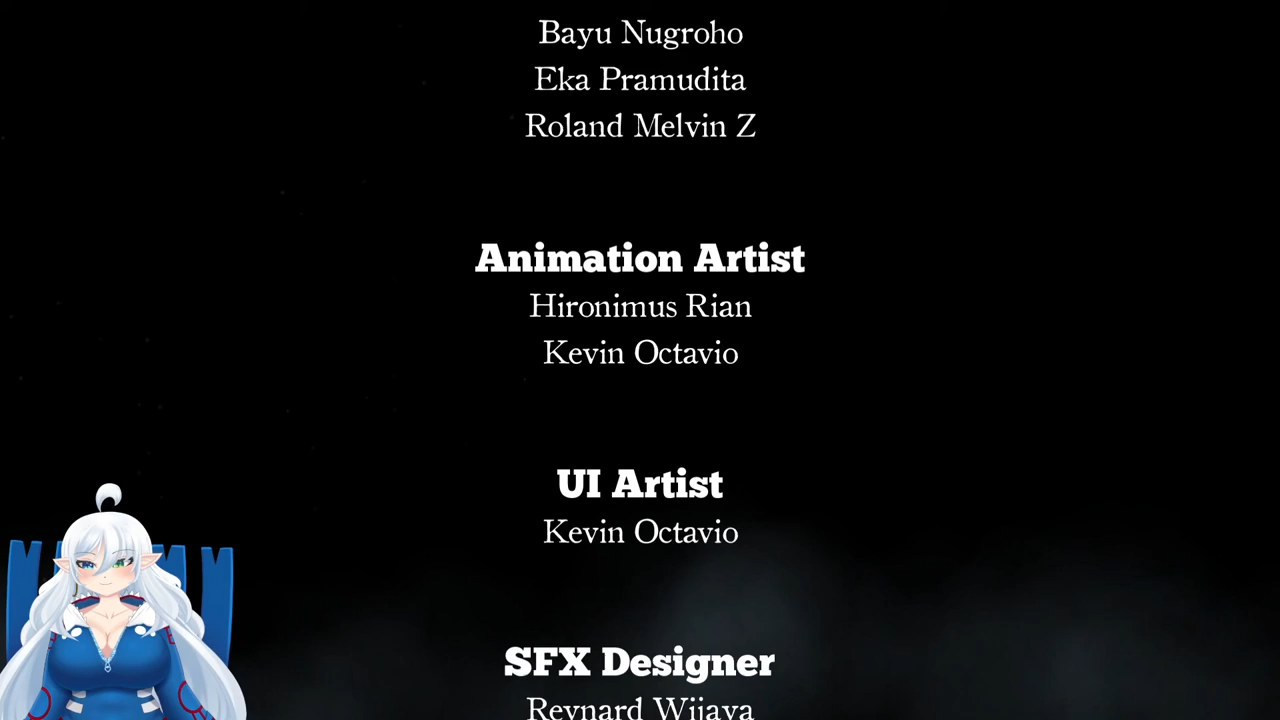 Bayu Nugroho
Eka Pramudita
Roland Melvin Z
Animation Artist
Hironimus Rian
Kevin Octavio
UI Artist
Kevin Octavio
SFX Designer
Reynard Wijaya